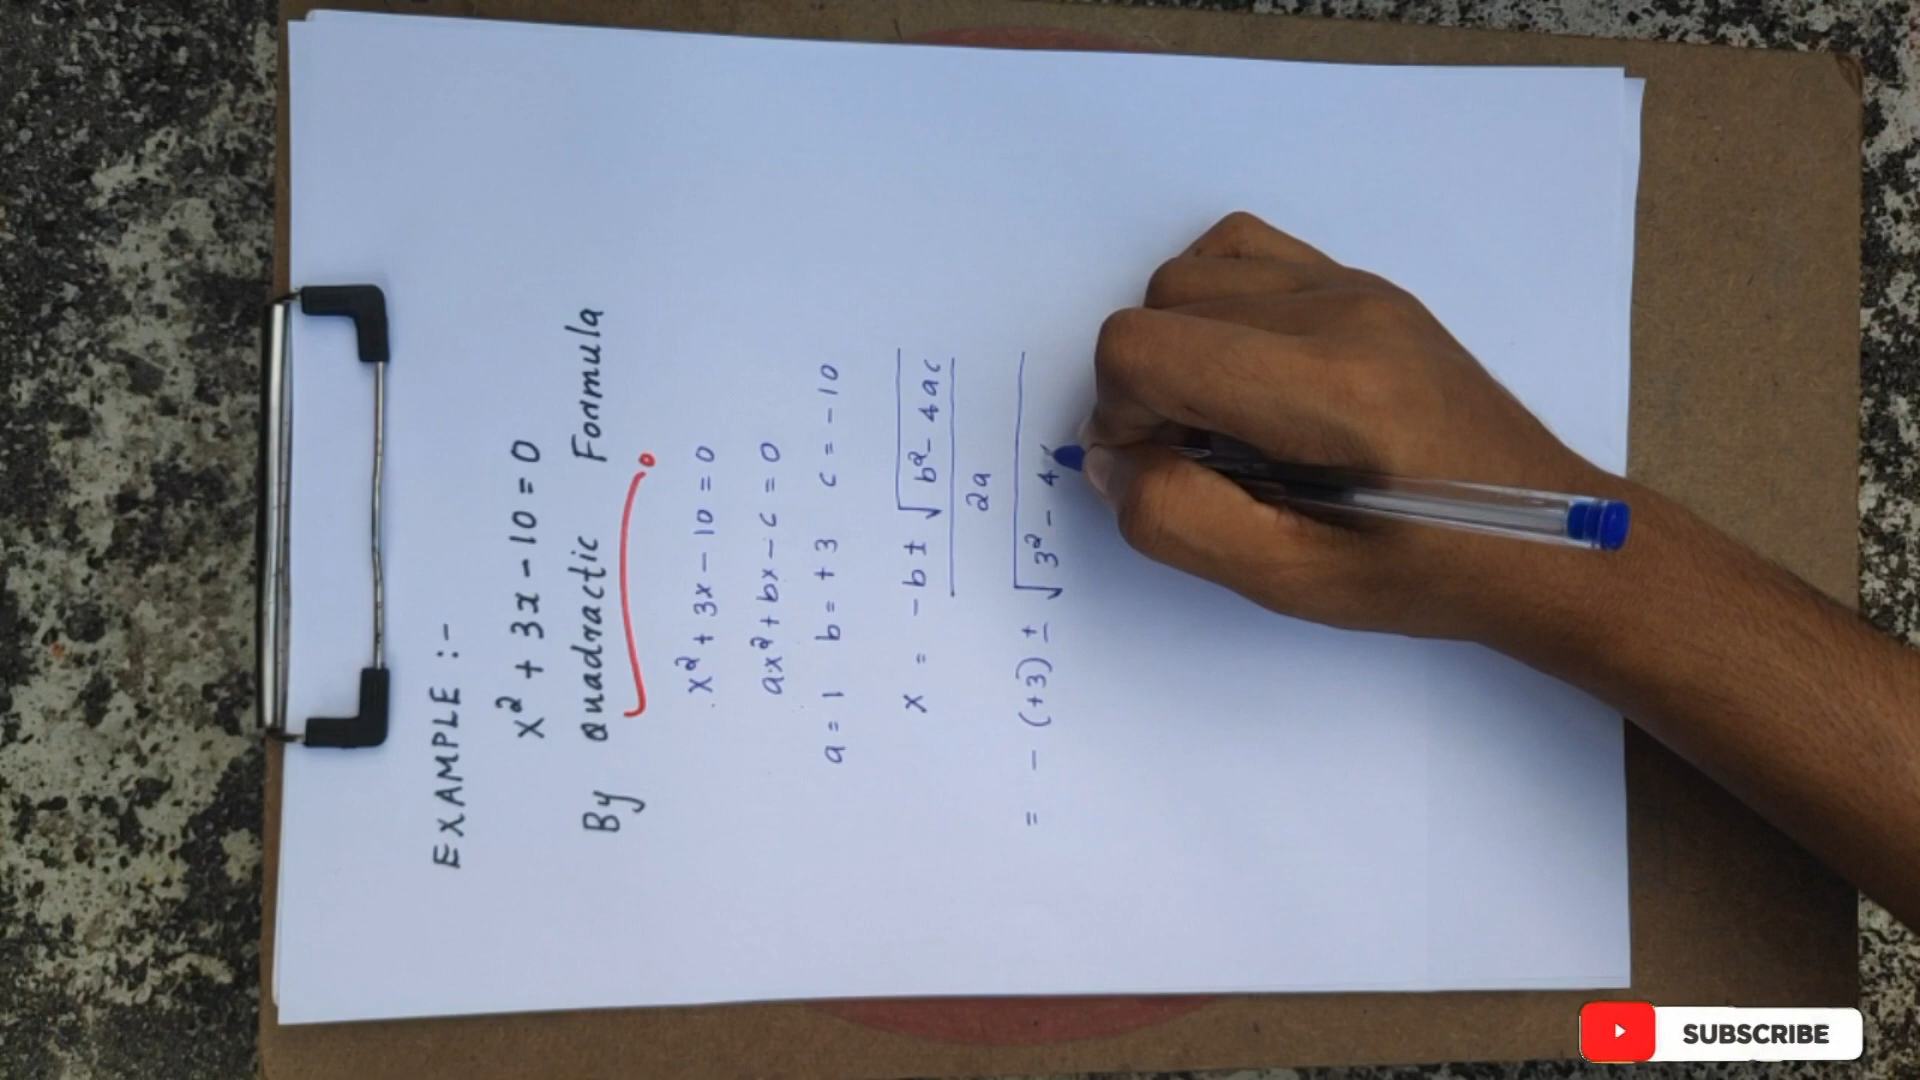 EXAMPLE :-
x² + 3x - 10 = 0
By Quadractic Formula
x² + 3x - 10 = 0
ax² + bx - c = 0
a = 1 b = + 3 c = - 10
x = -b ± √b² - 4ac
2a
= - (+3) ± √3² - 4
SUBSCRIBE